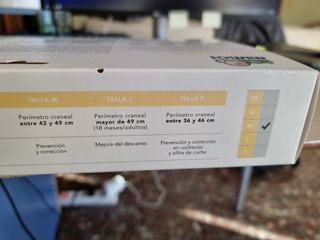 TALLA M TALLA L TALLA P
Perímetro craneal Perímetro craneal Perímetro craneal
entre 42 y 49 cm mayor de 49 cm entre 36 y 46 cm
(18 meses/adultos)
Prevención Mejora del descanso Prevención y corrección
y corrección en cochecito
y sillita de coche
M